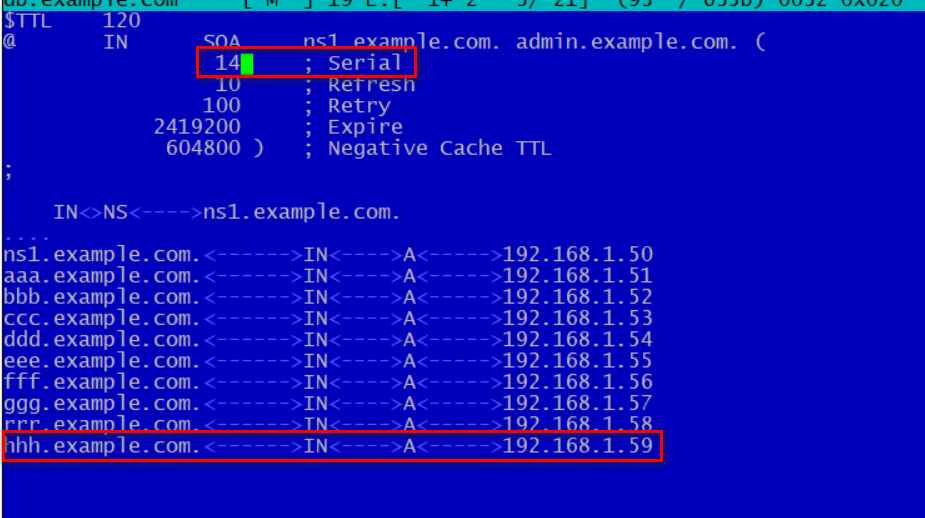 db.example.com [-M--] 19 L:[ 1+ 2 3/ 21] *(95 / 653b) 0032 0x020
$TTL 120
@ IN SOA ns1.example.com. admin.example.com. (
14 ; Serial
10 ; Refresh
100 ; Retry
2419200 ; Expire
604800 ) ; Negative Cache TTL
;
IN<>NS<---->ns1.example.com.
....
ns1.example.com.<------>IN<---->A<----->192.168.1.50
aaa.example.com.<------>IN<---->A<----->192.168.1.51
bbb.example.com.<------>IN<---->A<----->192.168.1.52
ccc.example.com.<------>IN<---->A<----->192.168.1.53
ddd.example.com.<------>IN<---->A<----->192.168.1.54
eee.example.com.<------>IN<---->A<----->192.168.1.55
fff.example.com.<------>IN<---->A<----->192.168.1.56
ggg.example.com.<------>IN<---->A<----->192.168.1.57
rrr.example.com.<------>IN<---->A<----->192.168.1.58
hhh.example.com.<------>IN<---->A<----->192.168.1.59